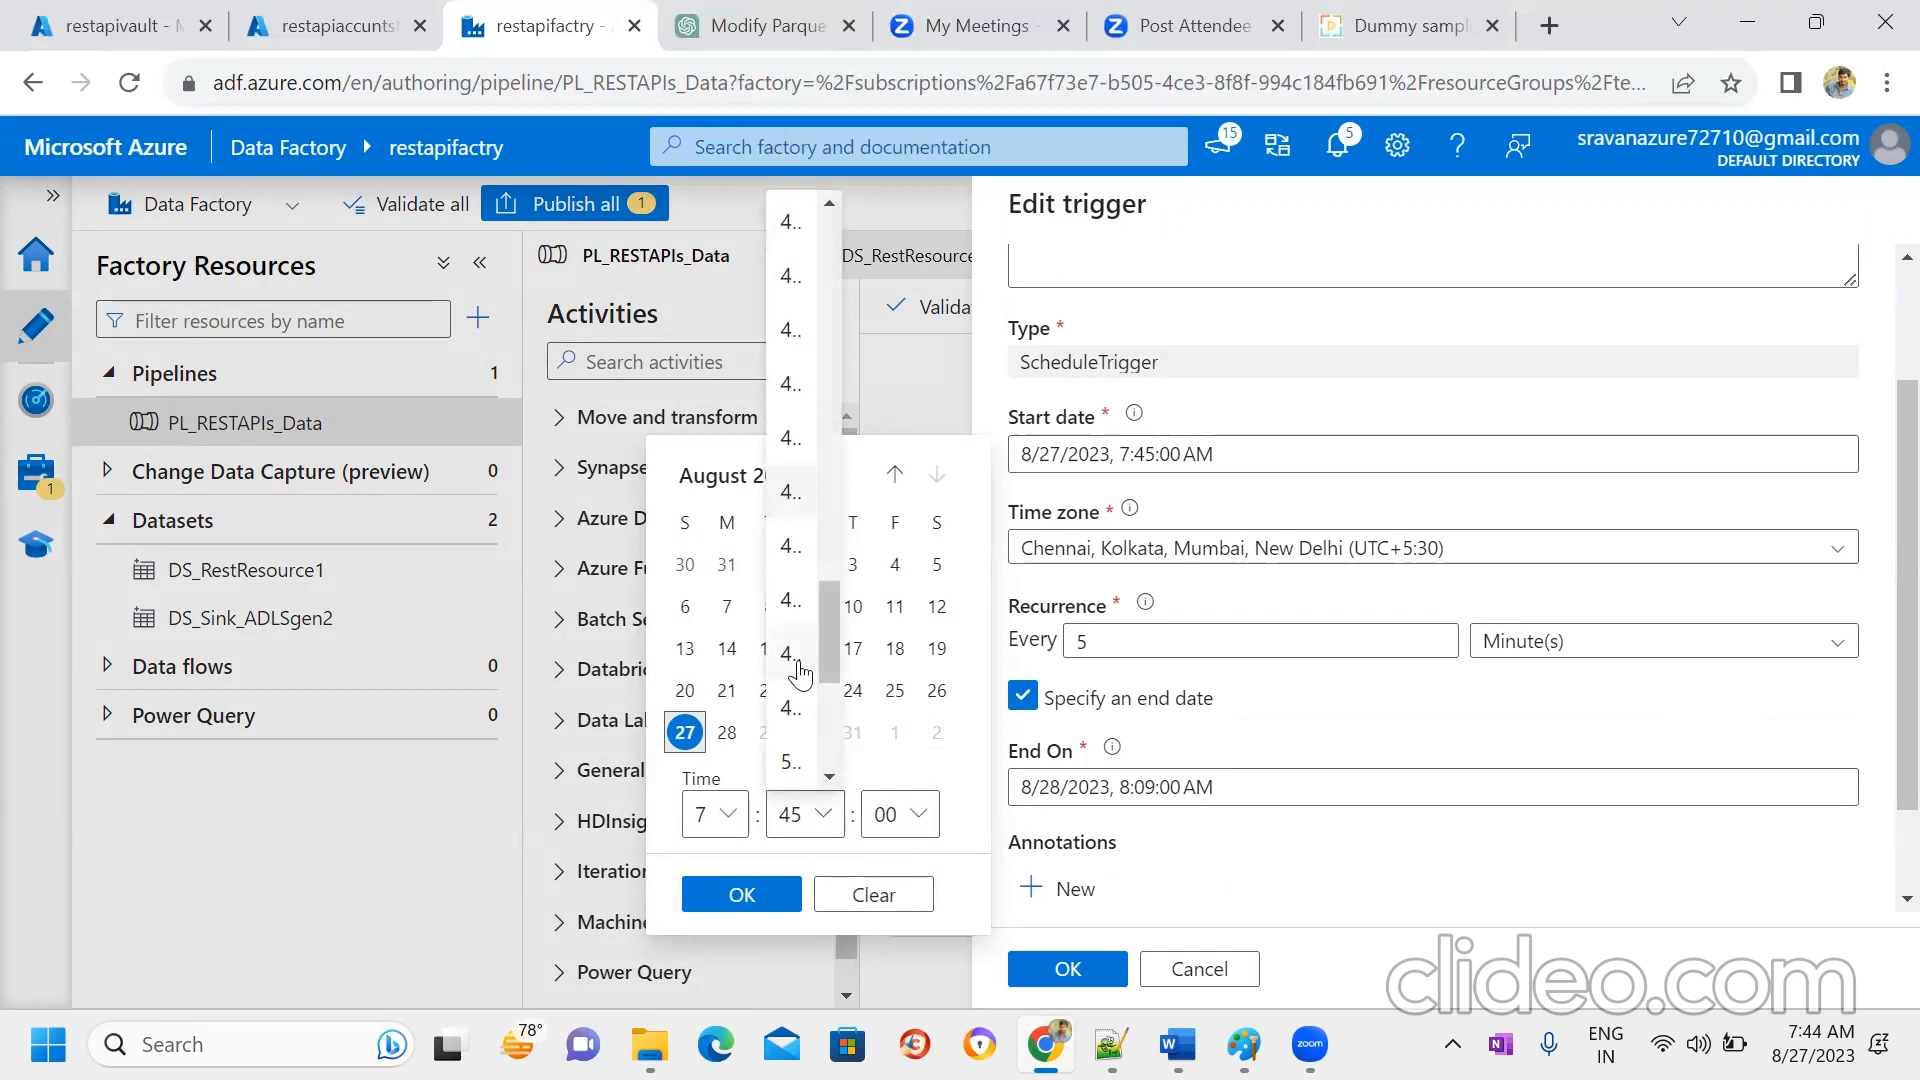 restapivault - M
restapiaccuntst
restapifactry -
Modify Parque
My Meetings -
Post Attendee
Dummy sampl
adf.azure.com/en/authoring/pipeline/PL_RESTAPIs_Data?factory=%2Fsubscriptions%2Fa67f73e7-b505-4ce3-8f8f-994c184fb691%2FresourceGroups%2Fte...
Microsoft Azure
Data Factory
restapifactry
Search factory and documentation
15
5
sravanazure72710@gmail.com
DEFAULT DIRECTORY
Data Factory
Validate all
Publish all
1
Factory Resources
Filter resources by name
Pipelines 1
PL_RESTAPIs_Data
Change Data Capture (preview) 0
Datasets 2
DS_RestResource1
DS_Sink_ADLSgen2
Data flows 0
Power Query 0
1
PL_RESTAPIs_Data
DS_RestResource
Activities
Valida
Search activities
Move and transform
Synapse
Azure D
Azure Fu
Batch Se
Databric
Data Lak
General
HDInsig
Iteration
Machine
Power Query
4..
4..
4..
4..
4..
4..
4..
4..
4..
4..
5..
August 20
S M T F S
30 31 3 4 5
6 7 10 11 12
13 14 1 17 18 19
20 21 2 24 25 26
27 28 2 31 1 2
Time
7 : 45 : 00
OK Clear
Edit trigger
Type *
ScheduleTrigger
Start date *
8/27/2023, 7:45:00 AM
Time zone *
Chennai, Kolkata, Mumbai, New Delhi (UTC+5:30)
Recurrence *
Every 5 Minute(s)
Specify an end date
End On *
8/28/2023, 8:09:00 AM
Annotations
New
OK Cancel
clideo.com
Search
78°
zoom
ENG
IN
7:44 AM
8/27/2023